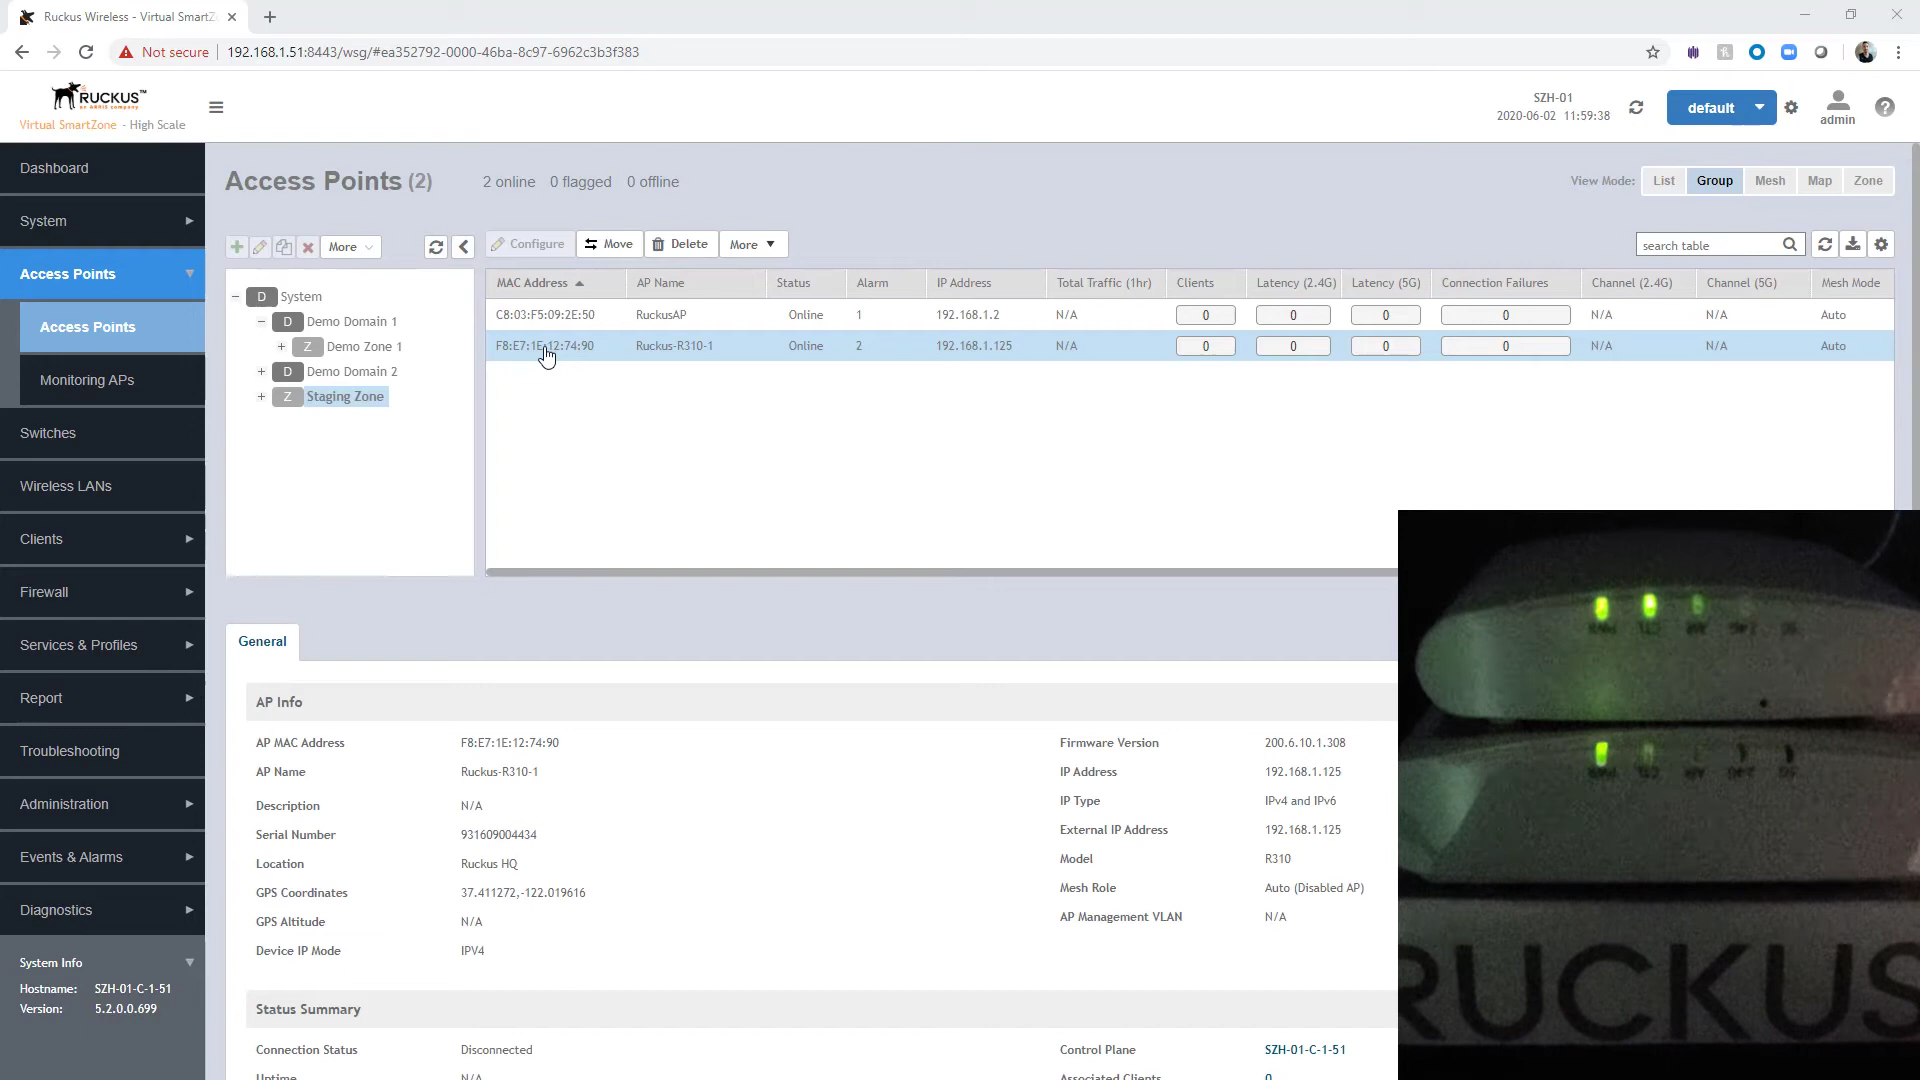 Ruckus Wireless - Virtual SmartZ
Not secure
192.168.1.51:8443/wsg/#ea352792-0000-46ba-8c97-6962c3b3f383
RUCKUS™
an ARRIS company
Virtual SmartZone - High Scale
SZH-01
2020-06-02 11:59:38
default
admin
Dashboard
System
Access Points
Access Points
Monitoring APs
Switches
Wireless LANs
Clients
Firewall
Services & Profiles
Report
Troubleshooting
Administration
Events & Alarms
Diagnostics
System Info
Hostname: SZH-01-C-1-51
Version: 5.2.0.0.699
Access Points (2) 2 online 0 flagged 0 offline
View Mode: List Group Mesh Map Zone
More
Configure Move Delete More
search table
D System
D Demo Domain 1
Z Demo Zone 1
D Demo Domain 2
Z Staging Zone
MAC Address AP Name Status Alarm IP Address Total Traffic (1hr) Clients Latency (2.4G) Latency (5G) Connection Failures Channel (2.4G) Channel (5G) Mesh Mode
C8:03:F5:09:2E:50 RuckusAP Online 1 192.168.1.2 N/A 0 0 0 0 N/A N/A Auto
F8:E7:1E:12:74:90 Ruckus-R310-1 Online 2 192.168.1.125 N/A 0 0 0 0 N/A N/A Auto
General
AP Info
AP MAC Address F8:E7:1E:12:74:90
AP Name Ruckus-R310-1
Description N/A
Serial Number 931609004434
Location Ruckus HQ
GPS Coordinates 37.411272,-122.019616
GPS Altitude N/A
Device IP Mode IPV4
Firmware Version 200.6.10.1.308
IP Address 192.168.1.125
IP Type IPv4 and IPv6
External IP Address 192.168.1.125
Model R310
Mesh Role Auto (Disabled AP)
AP Management VLAN N/A
Status Summary
Connection Status Disconnected
Uptime N/A
Control Plane SZH-01-C-1-51
Associated Clients 0
RUCKUS